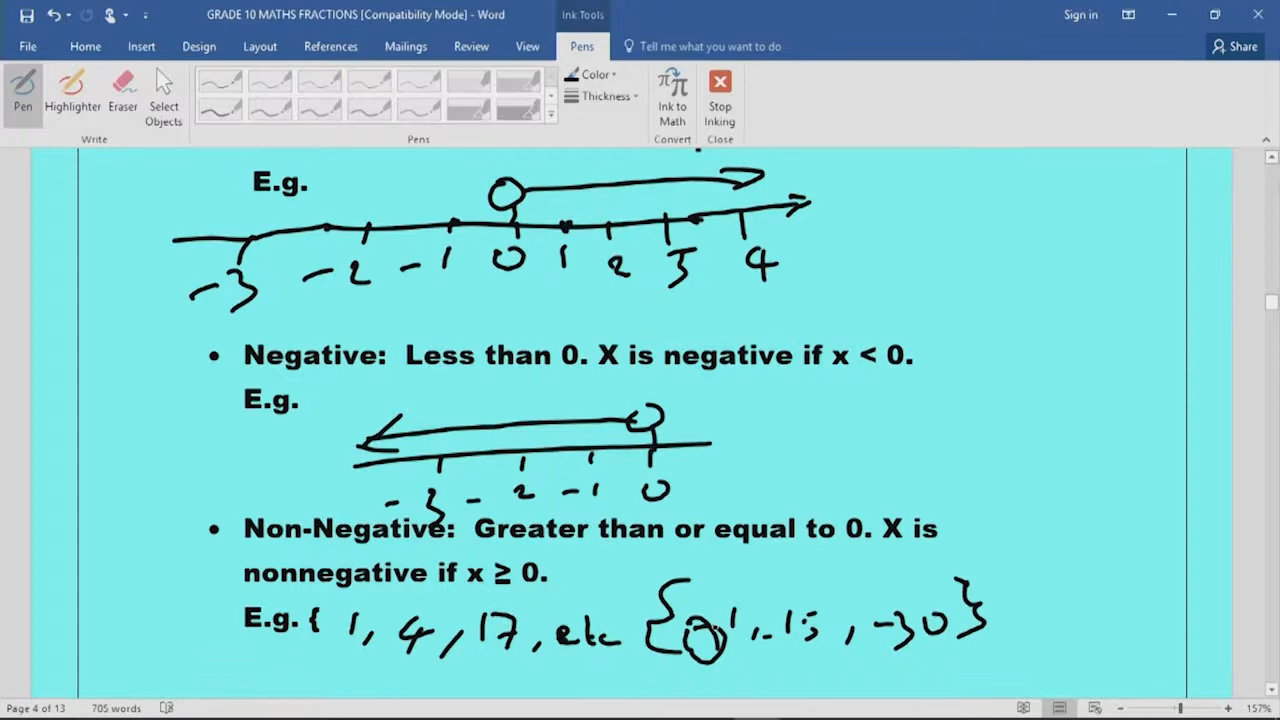 GRADE 10 MATHS FRACTIONS [Compatibility Mode] - Word
Ink Tools
Sign in
File Home Insert Design Layout References Mailings Review View Pens Tell me what you want to do Share
Pen Highlighter Eraser Select Objects
Color
Thickness
Ink to Math
Stop Inking
Write Pens Convert Close
E.g.
-3 -2 -1 0 1 2 3 4
• Negative: Less than 0. X is negative if x < 0.
E.g.
-3 -2 -1 0
• Non-Negative: Greater than or equal to 0. X is
nonnegative if x ≥ 0.
E.g. { 1, 4, 17, etc { , -30}
Page 4 of 13 705 words 157%